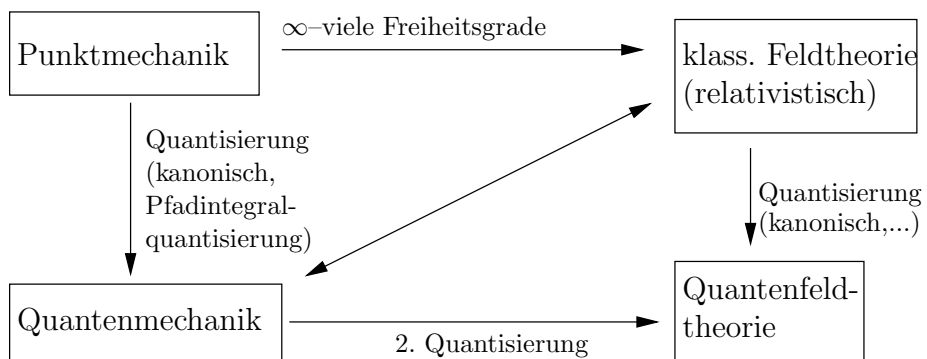 Punktmechanik
∞–viele Freiheitsgrade
klass. Feldtheorie
(relativistisch)
Quantisierung
(kanonisch,
Pfadintegral-
quantisierung)
Quantisierung
(kanonisch,...)
Quantenmechanik
2. Quantisierung
Quantenfeld-
theorie